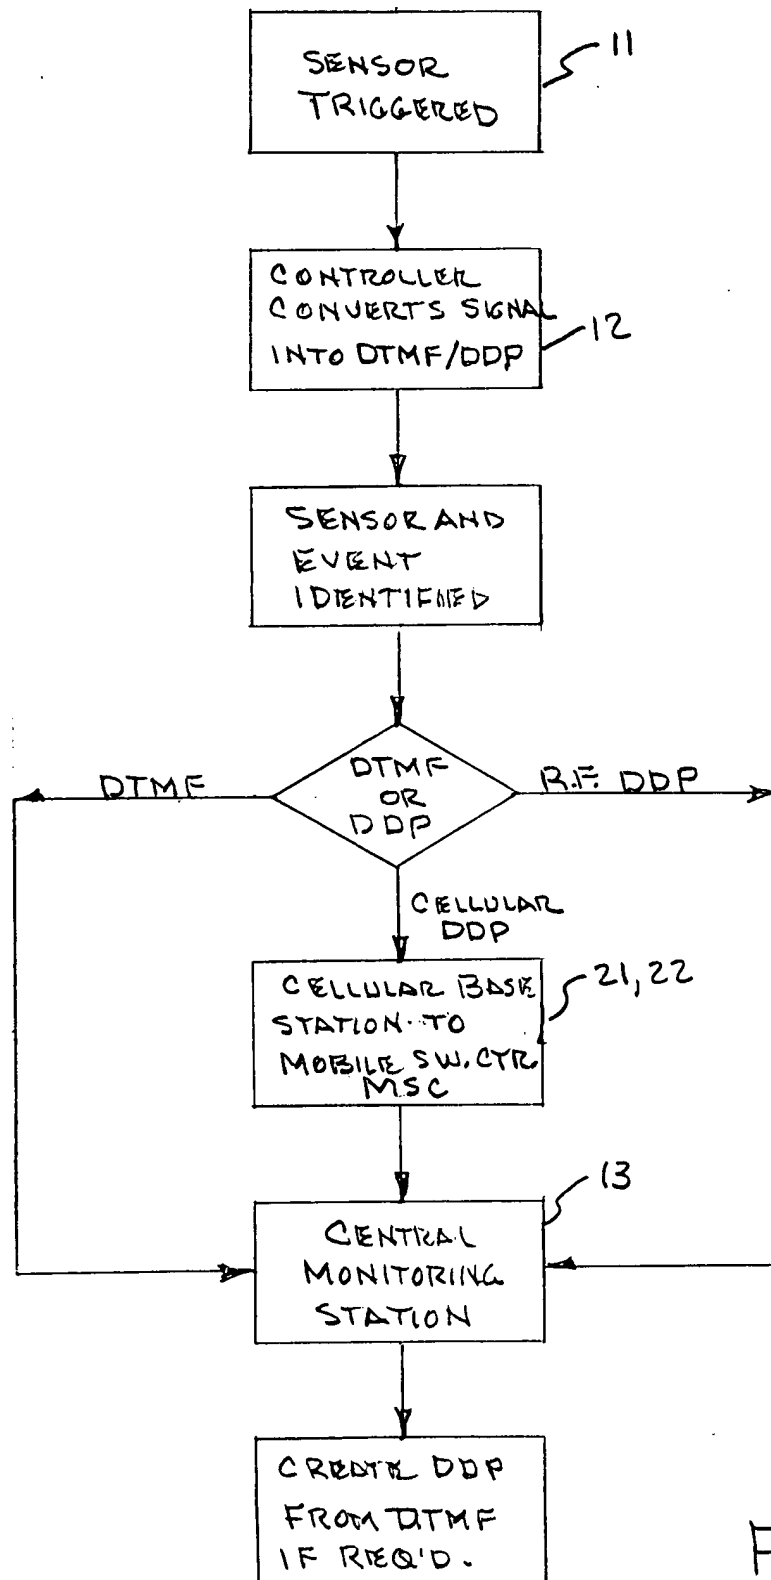 SENSOR
TRIGGERED
11
CONTROLLER
CONVERTS SIGNAL
INTO DTMF/DDP
12
SENSOR AND
EVENT
IDENTIFIED
DTMF
DTMF
OR
DDP
R.F. DDP
CELLULAR
DDP
CELLULAR BASE
STATION TO
MOBILE SW. CTR
MSC
21, 22
13
CENTRAL
MONITORING
STATION
CREATE DDP
FROM DTMF
IF REQ'D.
F